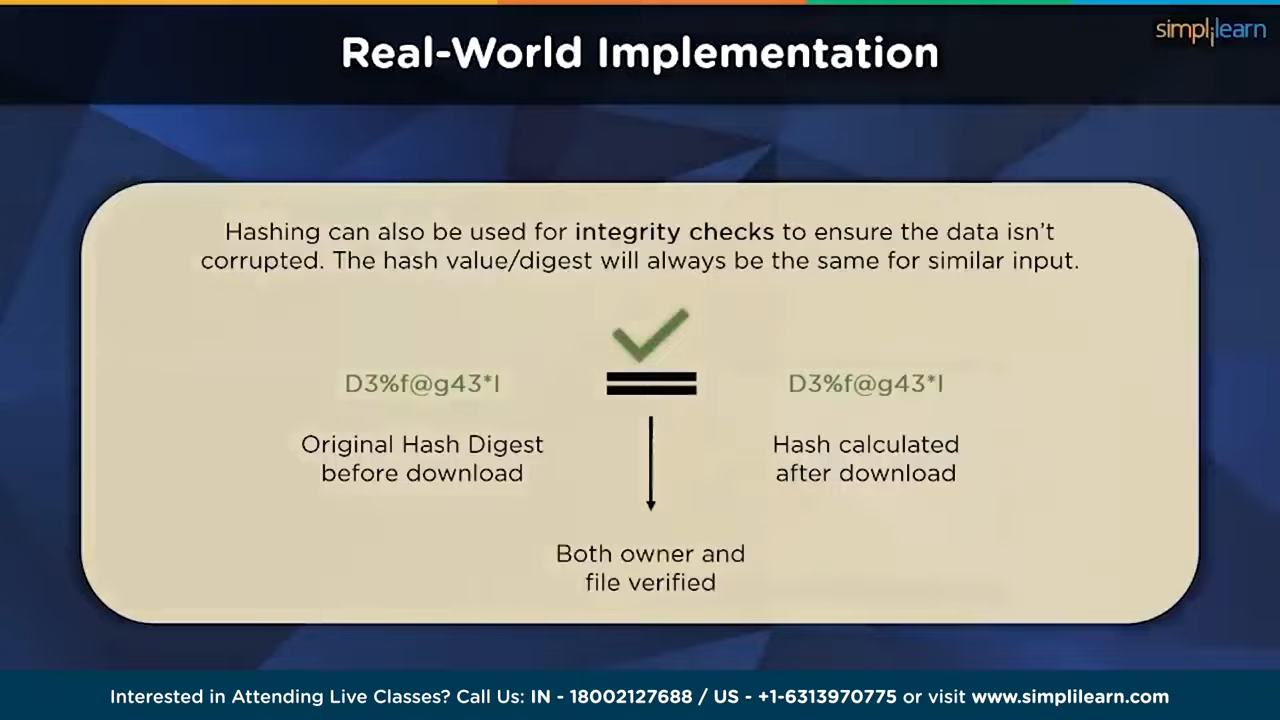 simplilearn
Real-World Implementation
Hashing can also be used for integrity checks to ensure the data isn't
corrupted. The hash value/digest will always be the same for similar input.
D3%f@g43*l
D3%f@g43*l
Original Hash Digest
before download
Hash calculated
after download
Both owner and
file verified
Interested in Attending Live Classes? Call Us: IN - 18002127688 / US - +1-6313970775 or visit www.simplilearn.com